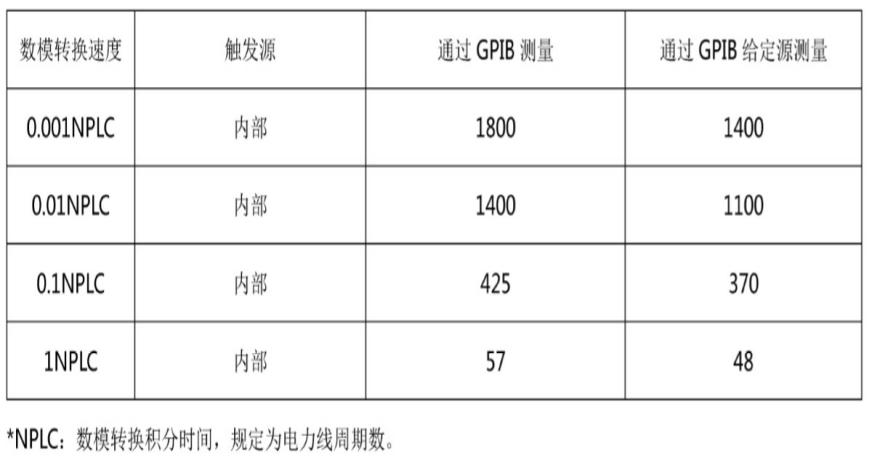 数模转换速度 触发源 通过 GPIB 测量 通过 GPIB 给定源测量
0.001NPLC 内部 1800 1400
0.01NPLC 内部 1400 1100
0.1NPLC 内部 425 370
1NPLC 内部 57 48
*NPLC：数模转换积分时间，规定为电力线周期数。